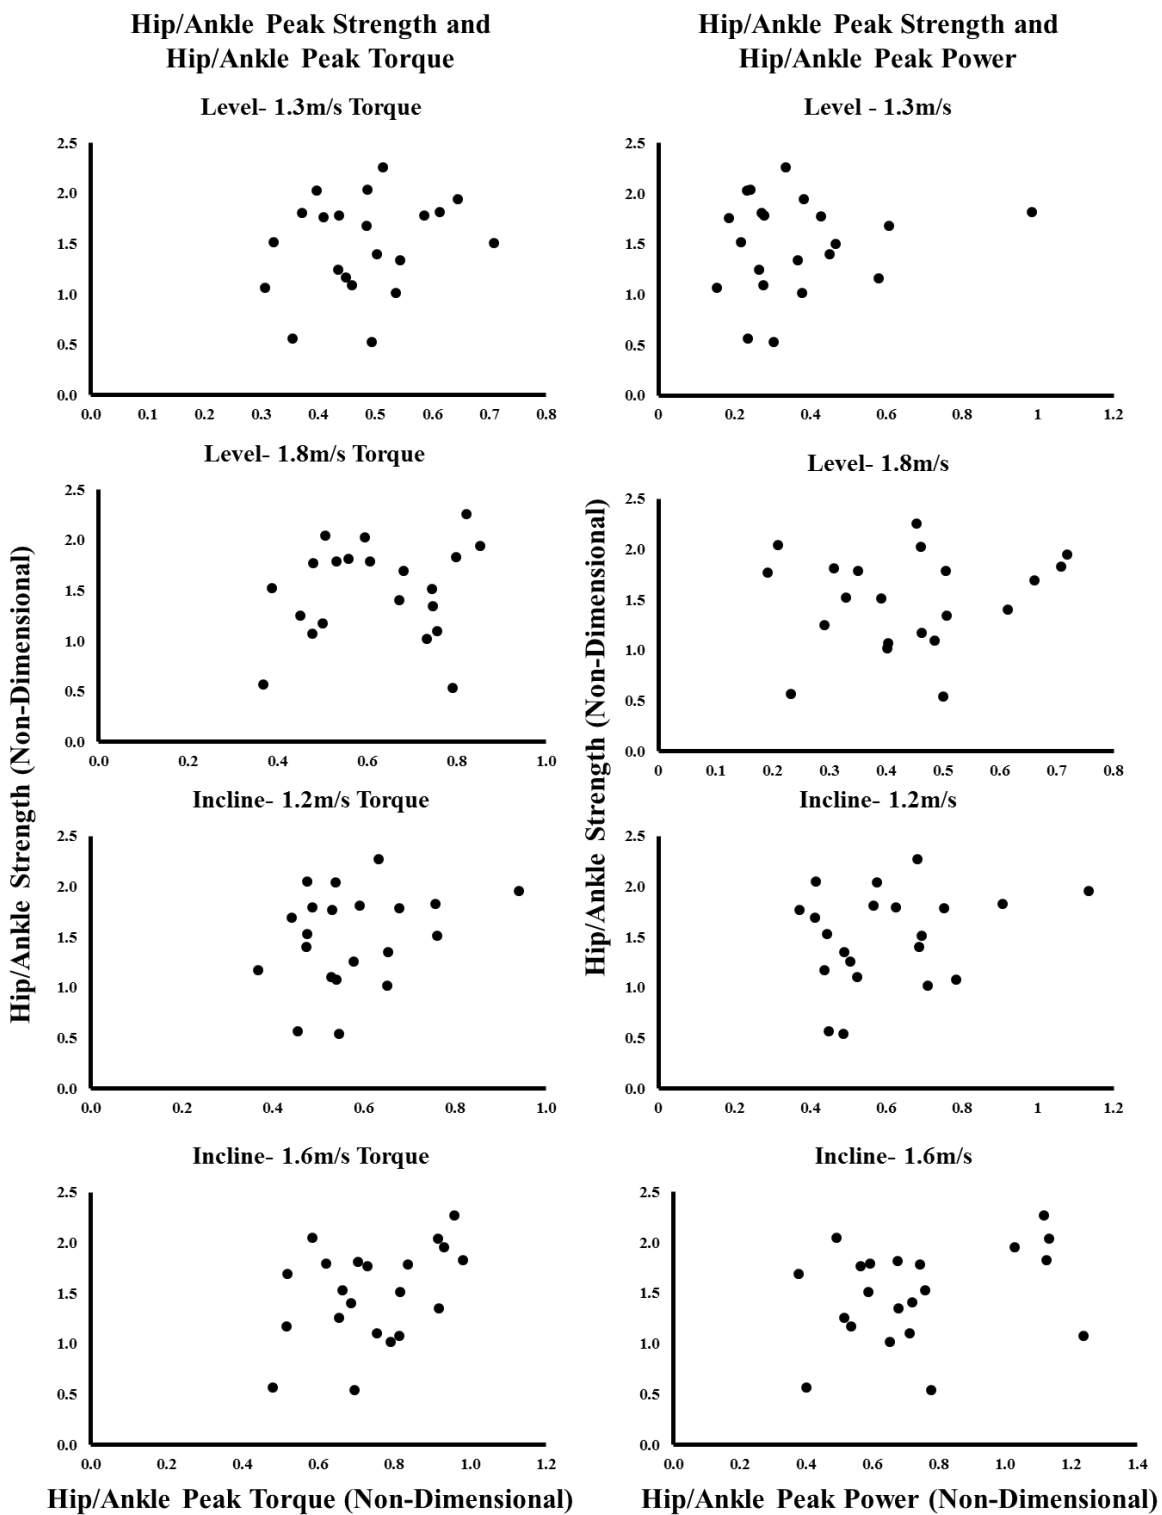 Hip/Ankle Peak Strength and
Hip/Ankle Peak Torque
Hip/Ankle Peak Strength and
Hip/Ankle Peak Power
Level- 1.3m/s Torque
2.5
2.0
1.5
1.0
0.5
0.0
0.0 0.1 0.2 0.3 0.4 0.5 0.6 0.7 0.8
Level - 1.3m/s
2.5
2.0
1.5
1.0
0.5
0.0
0 0.2 0.4 0.6 0.8 1 1.2
Level- 1.8m/s Torque
2.5
2.0
1.5
1.0
0.5
0.0
0.0 0.2 0.4 0.6 0.8 1.0
Level- 1.8m/s
2.5
2.0
1.5
1.0
0.5
0.0
0 0.1 0.2 0.3 0.4 0.5 0.6 0.7 0.8
Hip/Ankle Strength (Non-Dimensional)
Hip/Ankle Strength (Non-Dimensional)
Incline- 1.2m/s Torque
2.5
2.0
1.5
1.0
0.5
0.0
0.0 0.2 0.4 0.6 0.8 1.0
Incline- 1.2m/s
2.5
2.0
1.5
1.0
0.5
0.0
0 0.2 0.4 0.6 0.8 1 1.2
Incline- 1.6m/s Torque
2.5
2.0
1.5
1.0
0.5
0.0
0.0 0.2 0.4 0.6 0.8 1.0 1.2
Incline- 1.6m/s
2.5
2.0
1.5
1.0
0.5
0.0
0.0 0.2 0.4 0.6 0.8 1.0 1.2 1.4
Hip/Ankle Peak Torque (Non-Dimensional)
Hip/Ankle Peak Power (Non-Dimensional)